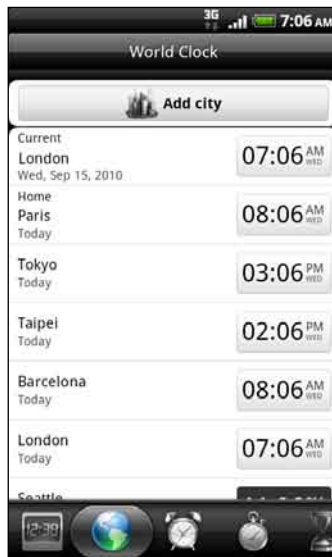 3G 7:06 AM
World Clock
Add city
Current
London
Wed, Sep 15, 2010
07:06 AM WED
Home
Paris
Today
08:06 AM WED
Tokyo
Today
03:06 PM WED
Taipei
Today
02:06 PM WED
Barcelona
Today
08:06 AM WED
London
Today
07:06 AM WED
Seattle
12:38